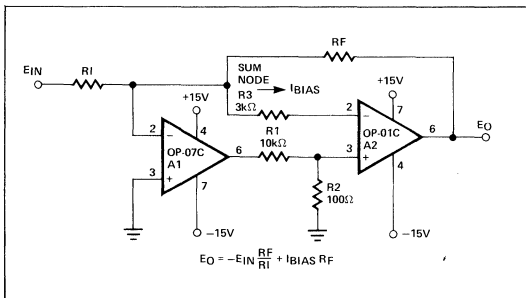 RF
EIN
RI
SUM
NODE
R3
3kΩ
IBIAS
+15V
+15V
2
–
4
OP-07C
A1
3
+
7
6
R1
10kΩ
2
–
7
OP-01C
A2
3
+
4
6
EO
R2
100Ω
–15V
–15V
EO = –EIN RF/RI + IBIAS RF